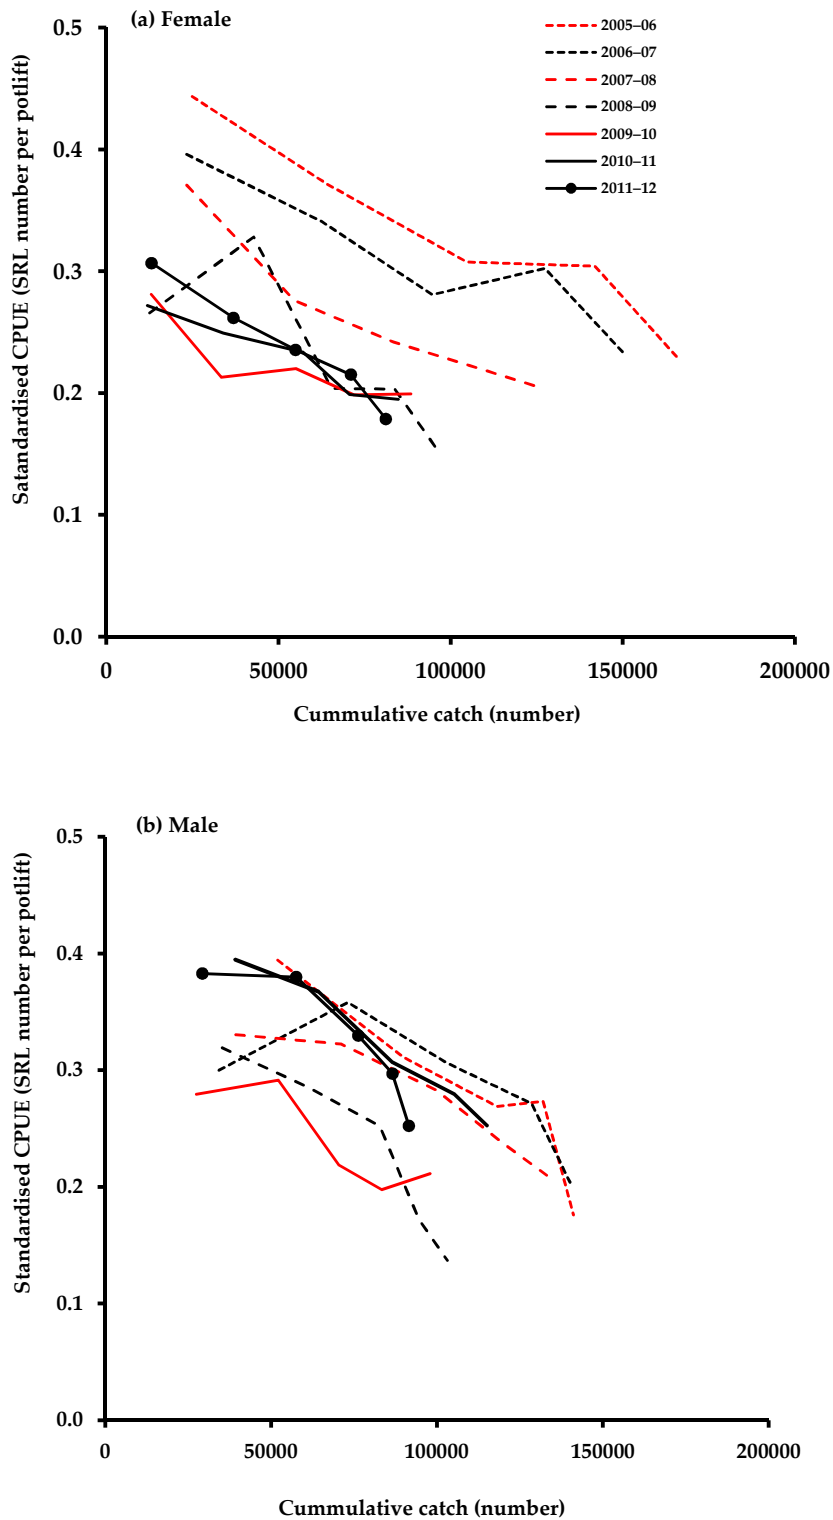 (a) Female
0.5
0.4
0.3
0.2
0.1
0.0
Satandardised CPUE (SRL number per potlift)
2005–06
2006–07
2007–08
2008–09
2009–10
2010–11
2011–12
0 50000 100000 150000 200000
Cummulative catch (number)
(b) Male
0.5
0.4
0.3
0.2
0.1
0.0
Standardised CPUE (SRL number per potlift)
0 50000 100000 150000 200000
Cummulative catch (number)